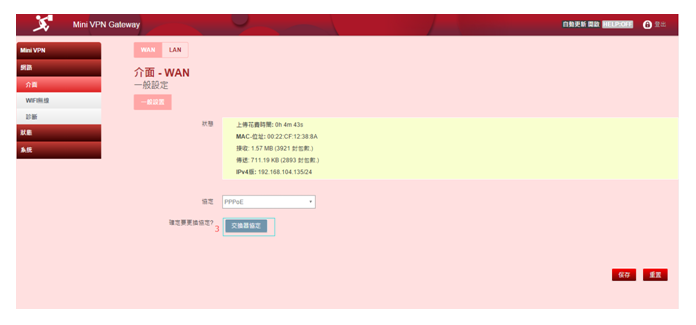 Mini VPN Gateway
自動更新 開啟 HELP:OFF 登出
Mini VPN
網路
介面
WIFI無線
診斷
狀態
系統
WAN LAN
介面 - WAN
一般設定
一般設置
狀態
上傳花費時間: 0h 4m 43s
MAC-位址: 00:22:CF:12:38:8A
接收: 1.57 MB (3921 封包數.)
傳送: 711.19 KB (2893 封包數.)
IPv4是: 192.168.104.135/24
協定 PPPoE
確定要更換協定? 3 交換器協定
保存 重置